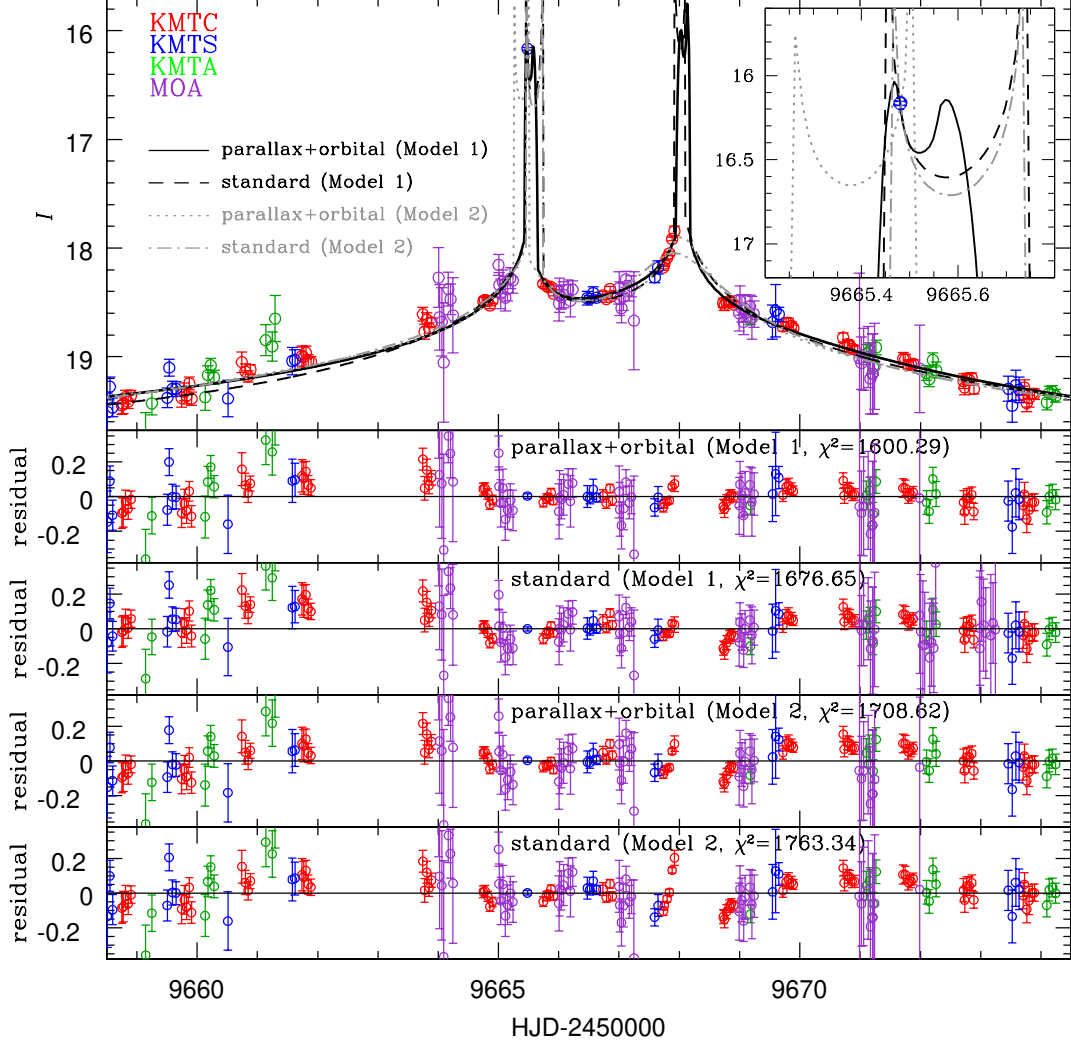 16
17
18
19
I
KMTC
KMTS
KMTA
MOA
parallax+orbital (Model 1)
standard (Model 1)
parallax+orbital (Model 2)
standard (Model 2)
16
16.5
17
9665.4 9665.6
residual
0.2
0
-0.2
parallax+orbital (Model 1, χ²=1600.29)
residual
0.2
0
-0.2
standard (Model 1, χ²=1676.65)
residual
0.2
0
-0.2
parallax+orbital (Model 2, χ²=1708.62)
residual
0.2
0
-0.2
standard (Model 2, χ²=1763.34)
9660 9665 9670
HJD-2450000